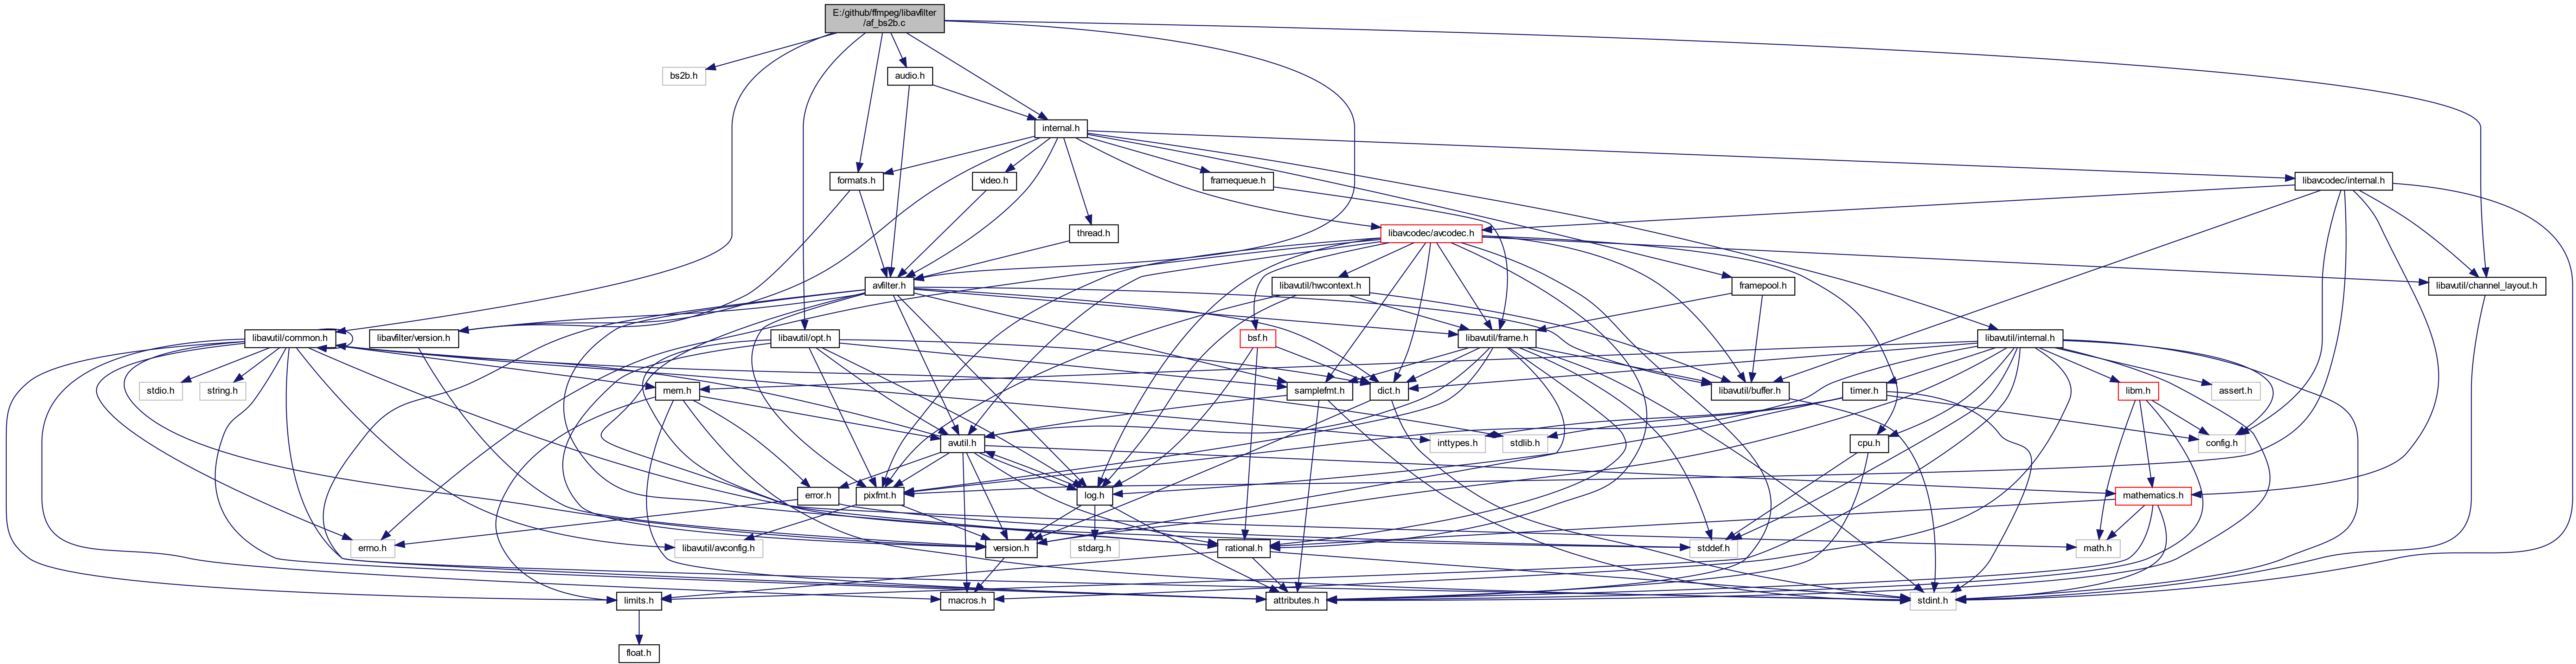 E:/github/ffmpeg/libavfilter
/af_bs2b.c
bs2b.h
audio.h
internal.h
formats.h
video.h
framequeue.h
libavcodec/internal.h
thread.h
libavcodec/avcodec.h
avfilter.h
libavutil/hwcontext.h
framepool.h
libavutil/channel_layout.h
libavutil/common.h
libavfilter/version.h
libavutil/opt.h
bsf.h
libavutil/frame.h
libavutil/internal.h
stdio.h
string.h
mem.h
samplefmt.h
dict.h
libavutil/buffer.h
timer.h
libm.h
assert.h
avutil.h
inttypes.h
stdlib.h
cpu.h
config.h
error.h
pixfmt.h
log.h
mathematics.h
errno.h
libavutil/avconfig.h
version.h
stdarg.h
rational.h
stddef.h
math.h
limits.h
macros.h
attributes.h
stdint.h
float.h